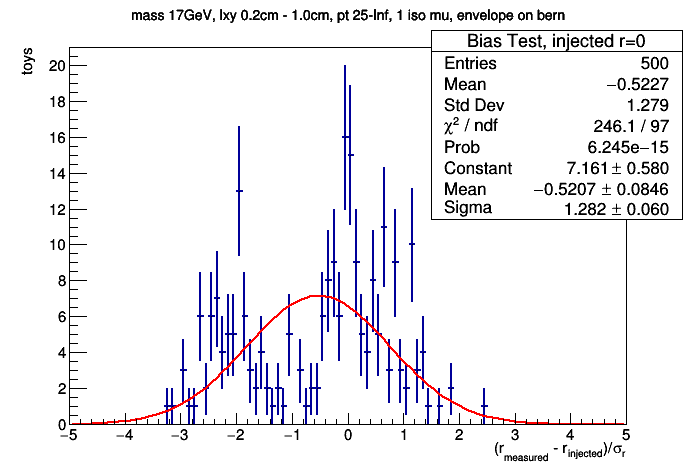 mass 17GeV, lxy 0.2cm - 1.0cm, pt 25-Inf, 1 iso mu, envelope on bern
Bias Test, injected r=0
Entries 500
Mean −0.5227
Std Dev 1.279
χ² / ndf 246.1 / 97
Prob 6.245e−15
Constant 7.161 ± 0.580
Mean −0.5207 ± 0.0846
Sigma 1.282 ± 0.060
toys
20
18
16
14
12
10
8
6
4
2
0
−5 −4 −3 −2 −1 0 1 2 3 4 5
(r_measured - r_injected)/σ_r